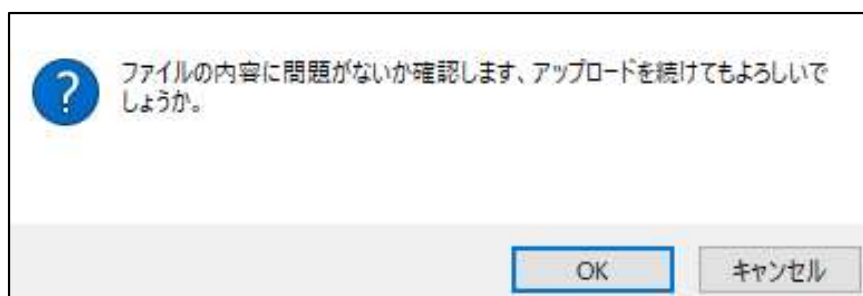 ファイルの内容に問題がないか確認します、アップロードを続けてもよろしいで
しょうか。
OK
キャンセル